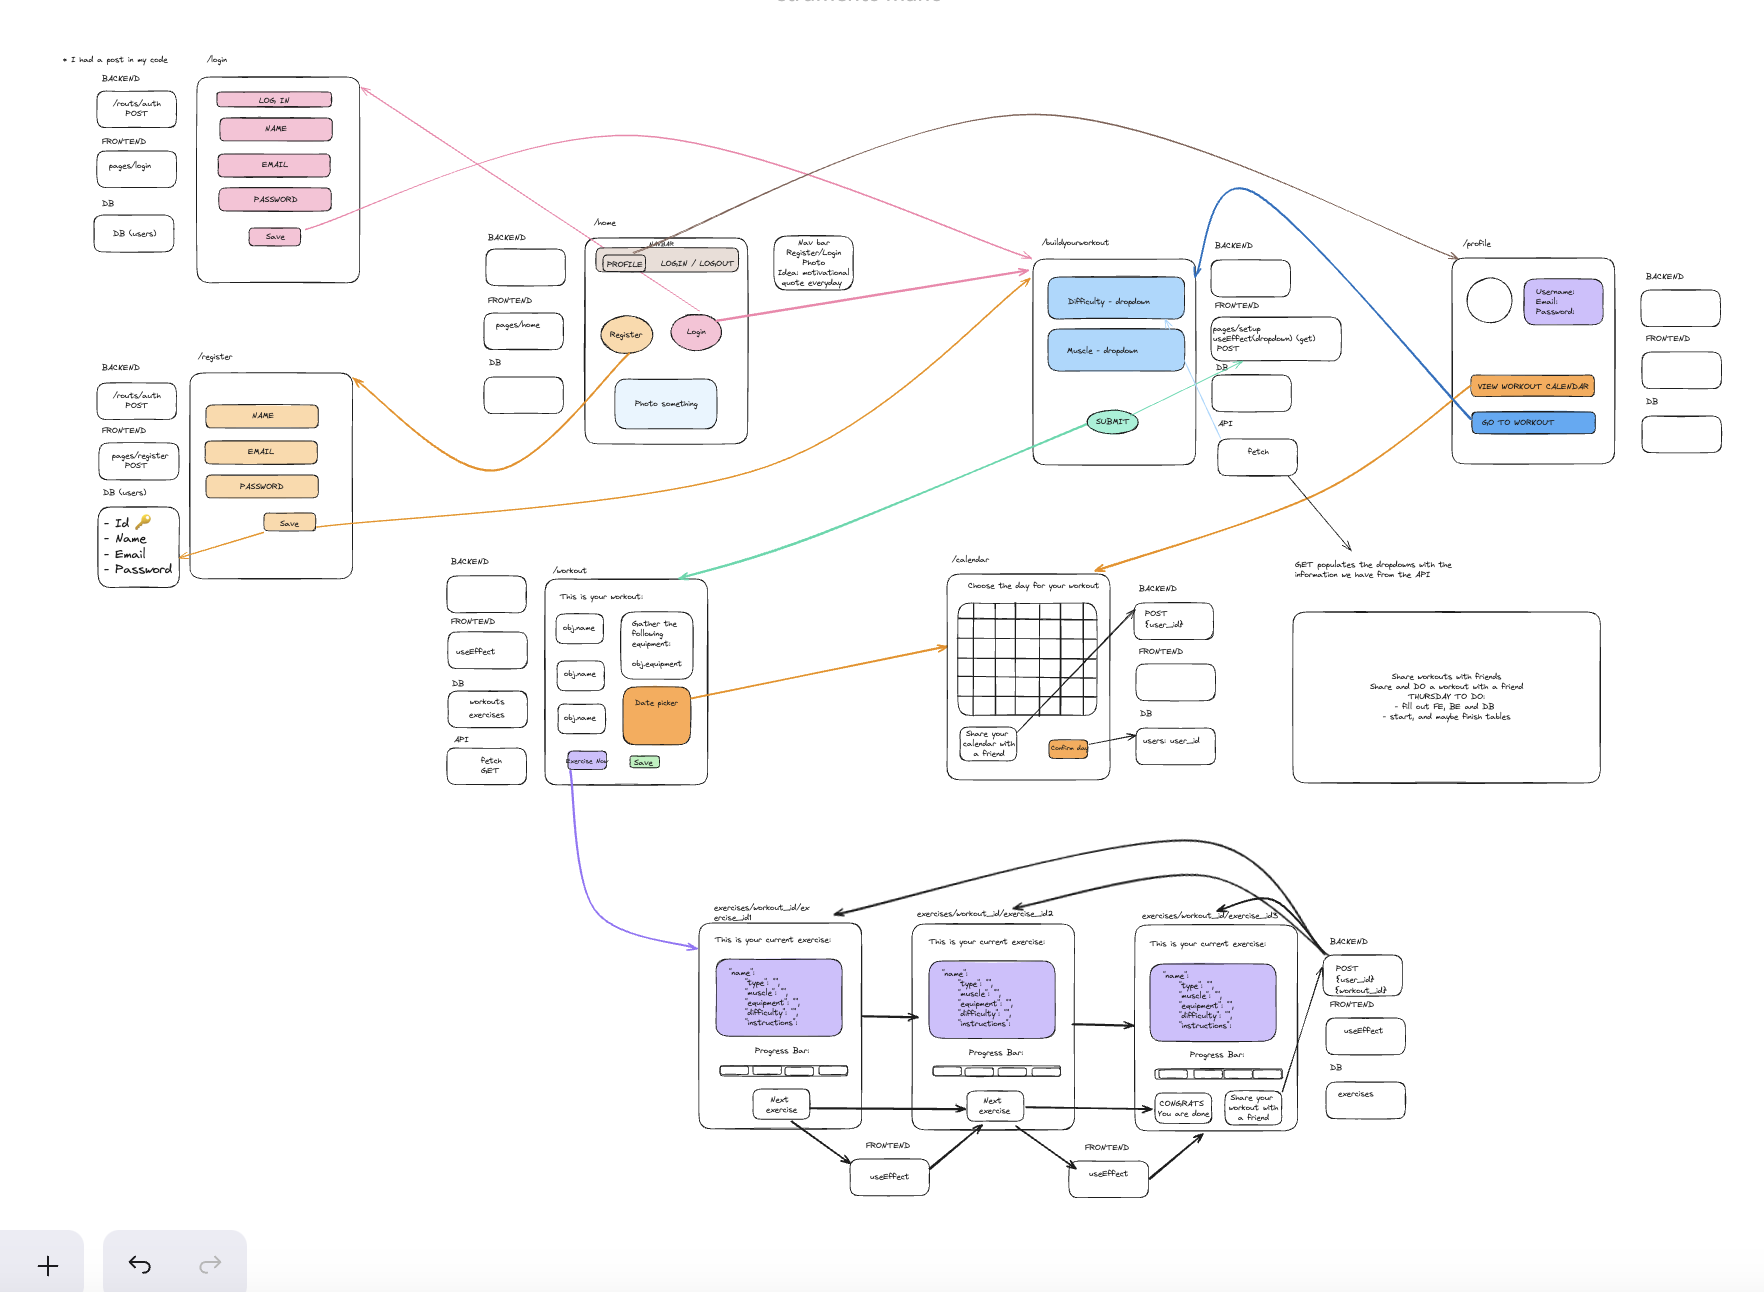 * I had a post in my code
/login
BACKEND
/routs/auth
POST
FRONTEND
pages/login
DB
DB (users)
LOG IN
NAME
EMAIL
PASSWORD
Save
/home
BACKEND
FRONTEND
pages/home
DB
NAVBAR
PROFILE
LOGIN / LOGOUT
Register
Login
Photo something
Nav bar
Register/Login
Photo
Idea: motivational
quote everyday
/buildyourworkout
Difficulty - dropdown
Muscle - dropdown
SUBMIT
BACKEND
FRONTEND
pages/setup
useEffect(dropdown) (get)
POST
DB
API
fetch
GET populates the dropdowns with the
information we have from the API
/profile
Username:
Email:
Password:
VIEW WORKOUT CALENDAR
GO TO WORKOUT
BACKEND
FRONTEND
DB
/register
BACKEND
/routs/auth
POST
FRONTEND
pages/register
POST
DB (users)
- Id 🔑
- Name
- Email
- Password
NAME
EMAIL
PASSWORD
Save
/workout
BACKEND
FRONTEND
useEffect
DB
workouts
exercises
API
fetch
GET
This is your workout:
obj.name
obj.name
obj.name
Gather the
following
equipment:
obj.equipment
Date picker
Exercise Now
Save
/calendar
Choose the day for your workout
Share your
calendar with
a friend
Confirm day
BACKEND
POST
{user_id}
FRONTEND
DB
users: user_id
Share workouts with friends
Share and DO a workout with a friend
THURSDAY TO DO:
- fill out FE, BE and DB
- start, and maybe finish tables
exercises/workout_id/ex
ercise_id1
This is your current exercise:
"name":
"type": "",
"muscle": "",
"equipment": "",
"difficulty": "",
"instructions":
Progress Bar:
Next
exercise
FRONTEND
useEffect
exercises/workout_id/exercise_id2
This is your current exercise:
"name":
"type": "",
"muscle": "",
"equipment": "",
"difficulty": "",
"instructions":
Progress Bar:
Next
exercise
FRONTEND
useEffect
exercises/workout_id/exercise_id3
This is your current exercise:
"name":
"type": "",
"muscle": "",
"equipment": "",
"difficulty": "",
"instructions":
Progress Bar:
CONGRATS
You are done
Share your
workout with
a friend
BACKEND
POST
{user_id}
{workout_id}
FRONTEND
useEffect
DB
exercises